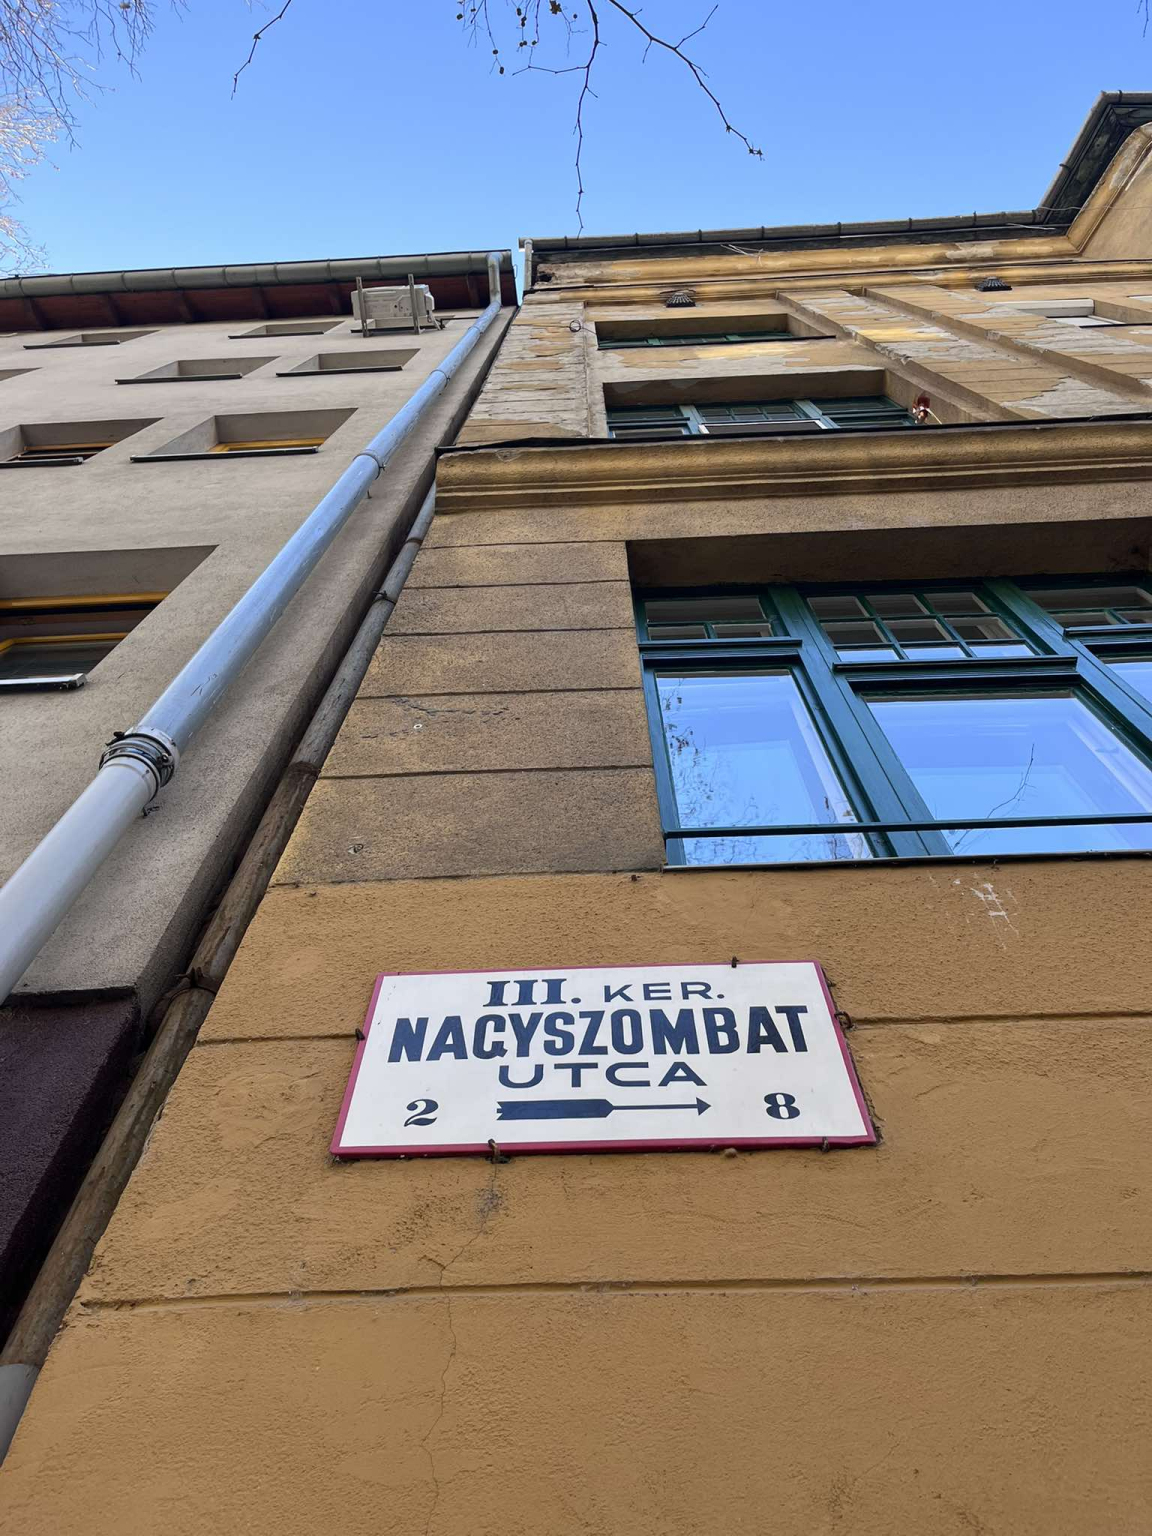 III. KER.
NAGYSZOMBAT
UTCA
2 8